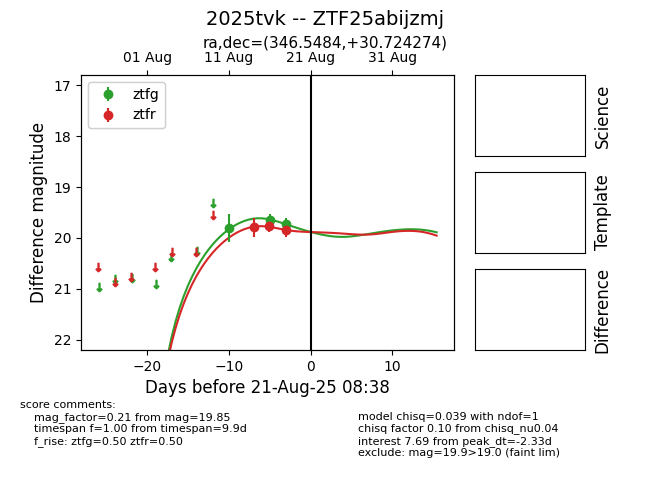 2025tvk -- ZTF25abijzmj
ra,dec=(346.5484,+30.724274)
01 Aug 11 Aug 21 Aug 31 Aug
ztfg
ztfr
17
18
19
20
21
22
Difference magnitude
−20 −10 0 10
Days before 21-Aug-25 08:38
Science
Template
Difference
score comments:
mag_factor=0.21 from mag=19.85
timespan f=1.00 from timespan=9.9d
f_rise: ztfg=0.50 ztfr=0.50
model chisq=0.039 with ndof=1
chisq factor 0.10 from chisq_nu0.04
interest 7.69 from peak_dt=-2.33d
exclude: mag=19.9>19.0 (faint lim)